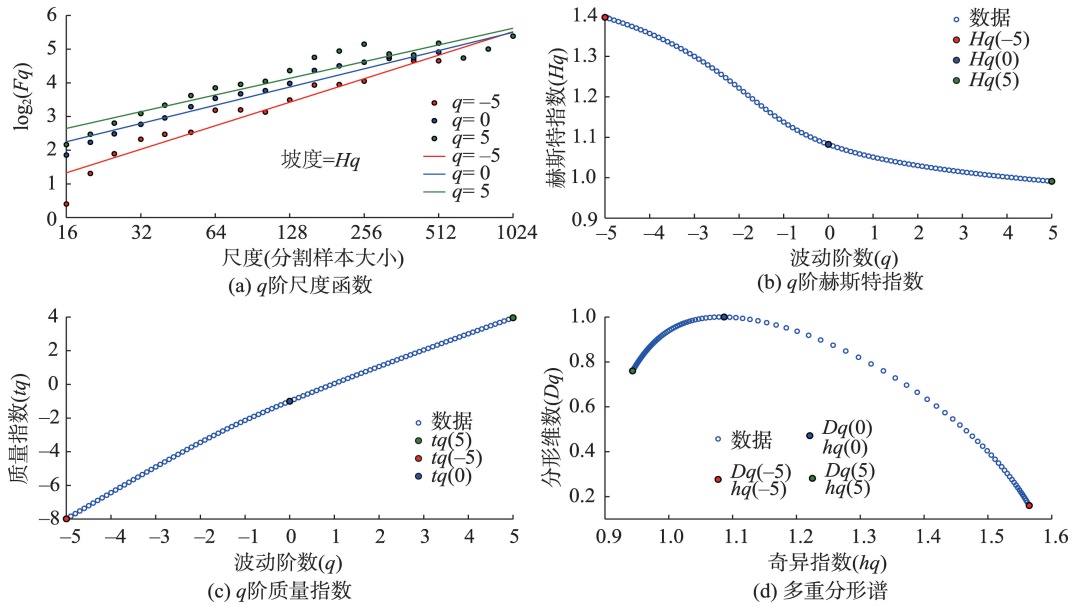 6
5
4
3
2
1
0
log₂(Fq)
q= −5
q= 0
q= 5
q= −5
q= 0
q= 5
坡度=Hq
16 32 64 128 256 512 1024
尺度(分割样本大小)
(a) q阶尺度函数
1.4
1.3
1.2
1.1
1.0
0.9
赫斯特指数(Hq)
数据
Hq(−5)
Hq(0)
Hq(5)
−5 −4 −3 −2 −1 0 1 2 3 4 5
波动阶数(q)
(b) q阶赫斯特指数
4
2
0
−2
−4
−6
−8
质量指数(tq)
数据
tq(5)
tq(−5)
tq(0)
−5 −4 −3 −2 −1 0 1 2 3 4 5
波动阶数(q)
(c) q阶质量指数
1.0
0.8
0.6
0.4
0.2
分形维数(Dq)
数据
Dq(0)
hq(0)
Dq(−5)
hq(−5)
Dq(5)
hq(5)
0.9 1.0 1.1 1.2 1.3 1.4 1.5 1.6
奇异指数(hq)
(d) 多重分形谱